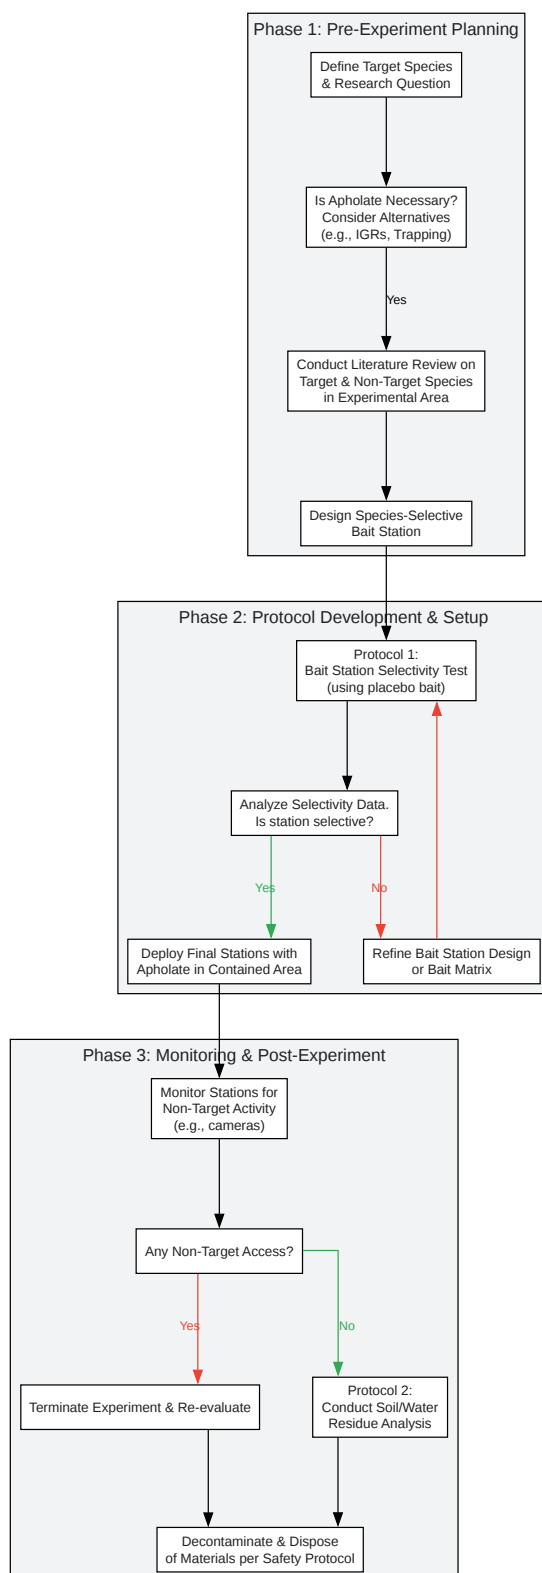 Phase 1: Pre-Experiment Planning
Define Target Species
& Research Question
Is Apholate Necessary?
Consider Alternatives
(e.g., IGRs, Trapping)
Yes
Conduct Literature Review on
Target & Non-Target Species
in Experimental Area
Design Species-Selective
Bait Station
Phase 2: Protocol Development & Setup
Protocol 1:
Bait Station Selectivity Test
(using placebo bait)
Analyze Selectivity Data.
Is station selective?
Yes
No
Deploy Final Stations with
Apholate in Contained Area
Refine Bait Station Design
or Bait Matrix
Phase 3: Monitoring & Post-Experiment
Monitor Stations for
Non-Target Activity
(e.g., cameras)
Any Non-Target Access?
Yes
No
Terminate Experiment & Re-evaluate
Protocol 2:
Conduct Soil/Water
Residue Analysis
Decontaminate & Dispose
of Materials per Safety Protocol